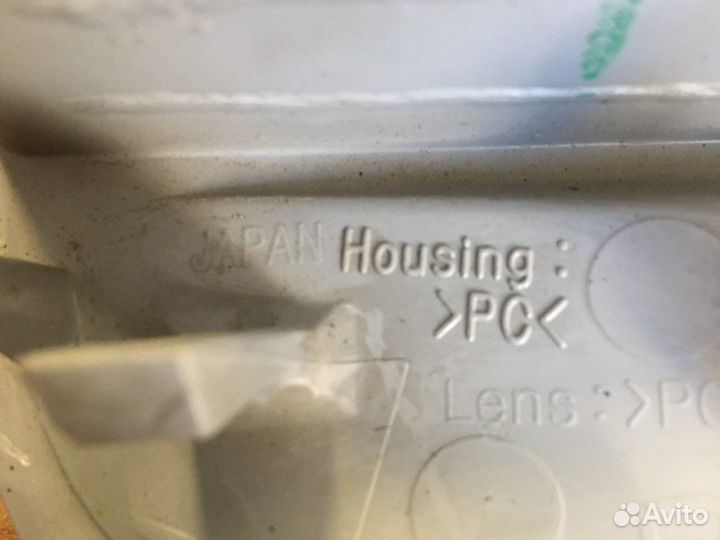 JAPAN Housing :
>PC<
Lens : >PC
Avito